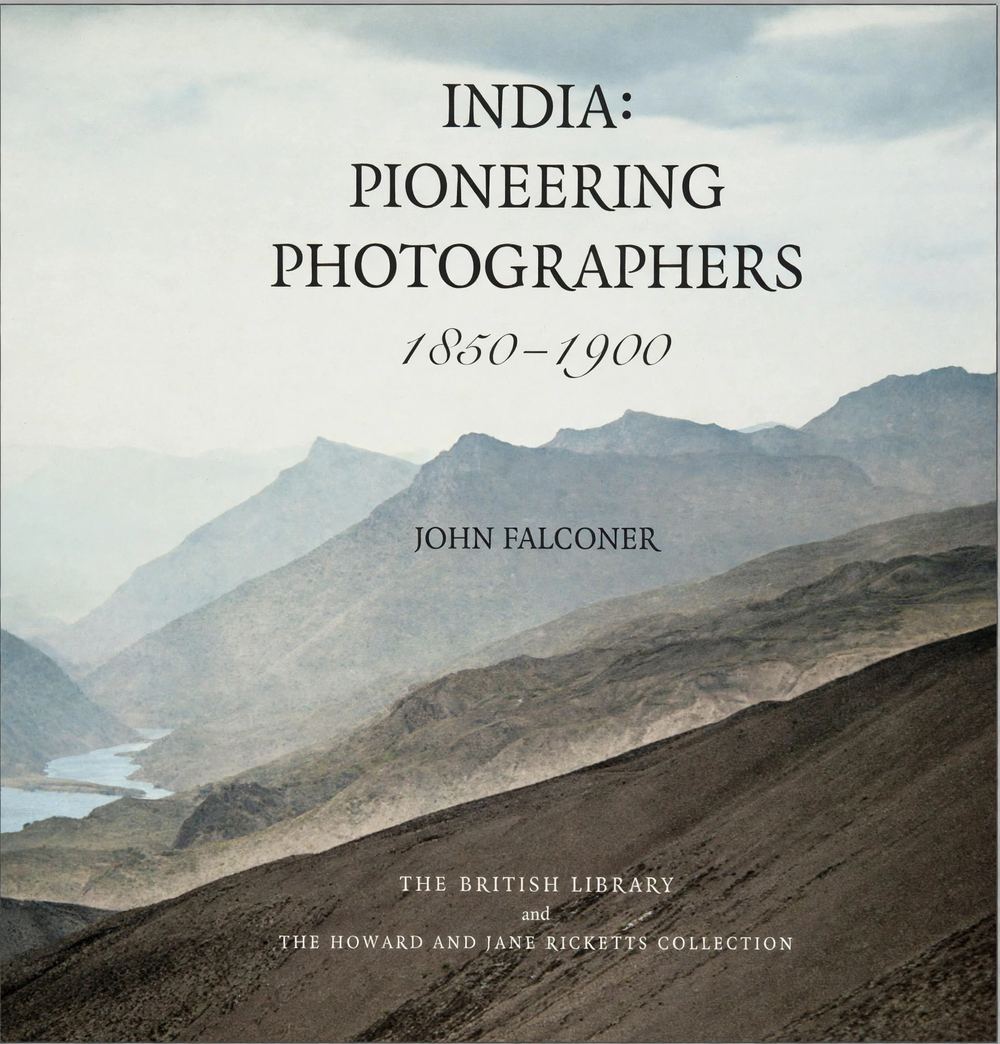 INDIA:
PIONEERING
PHOTOGRAPHERS
1850–1900
JOHN FALCONER
THE BRITISH LIBRARY
and
THE HOWARD AND JANE RICKETTS COLLECTION